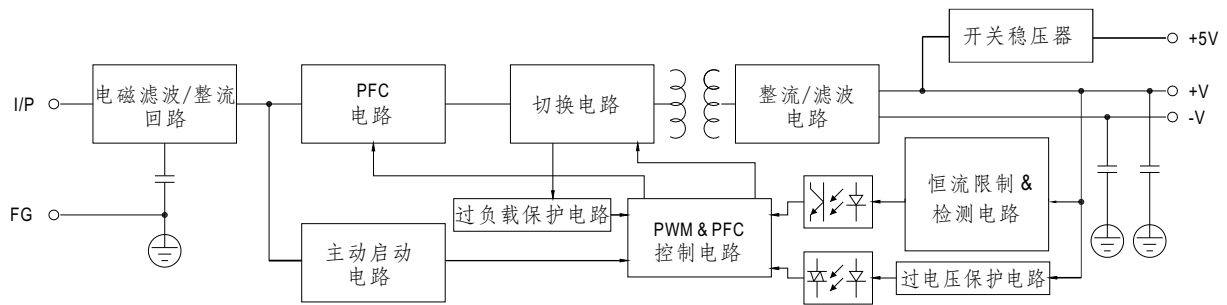 开关稳压器
+5V
I/P
电磁滤波/整流
回路
PFC
电路
切换电路
整流/滤波
电路
+V
-V
恒流限制 &
检测电路
FG
过负载保护电路
PWM & PFC
控制电路
主动启动
电路
过电压保护电路